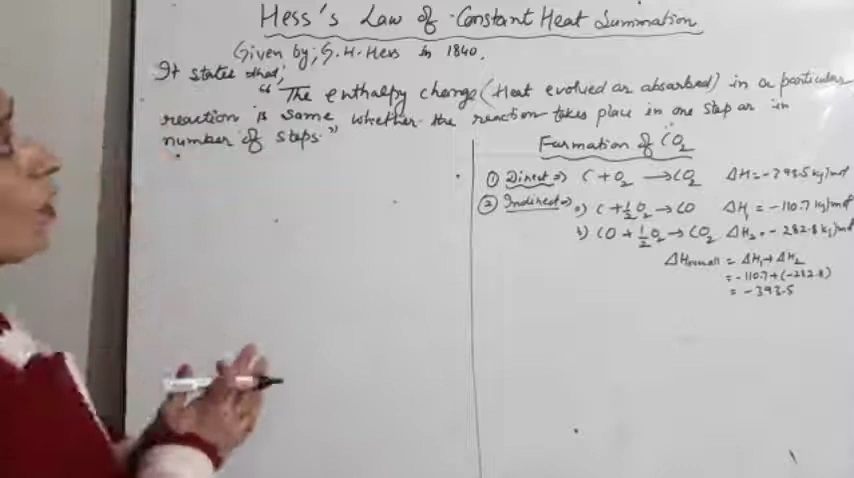 Hess's Law of Constant Heat Summation
Given by; G.H. Hess in 1840.
It states that;
"The enthalpy change (Heat evolved or absorbed) in a particular
reaction is same whether the reaction takes place in one step or in
number of steps."
Formation of CO₂
① Direct ⇒ C + O₂ → CO₂ ΔH = -393.5 kJ/mol
② Indirect ⇒ a) C + ½O₂ → CO ΔH₁ = -110.7 kJ/mol
b) CO + ½O₂ → CO₂ ΔH₂ = -282.8 kJ/mol
ΔHoverall = ΔH₁ + ΔH₂
= -110.7 + (-282.8)
= -393.5